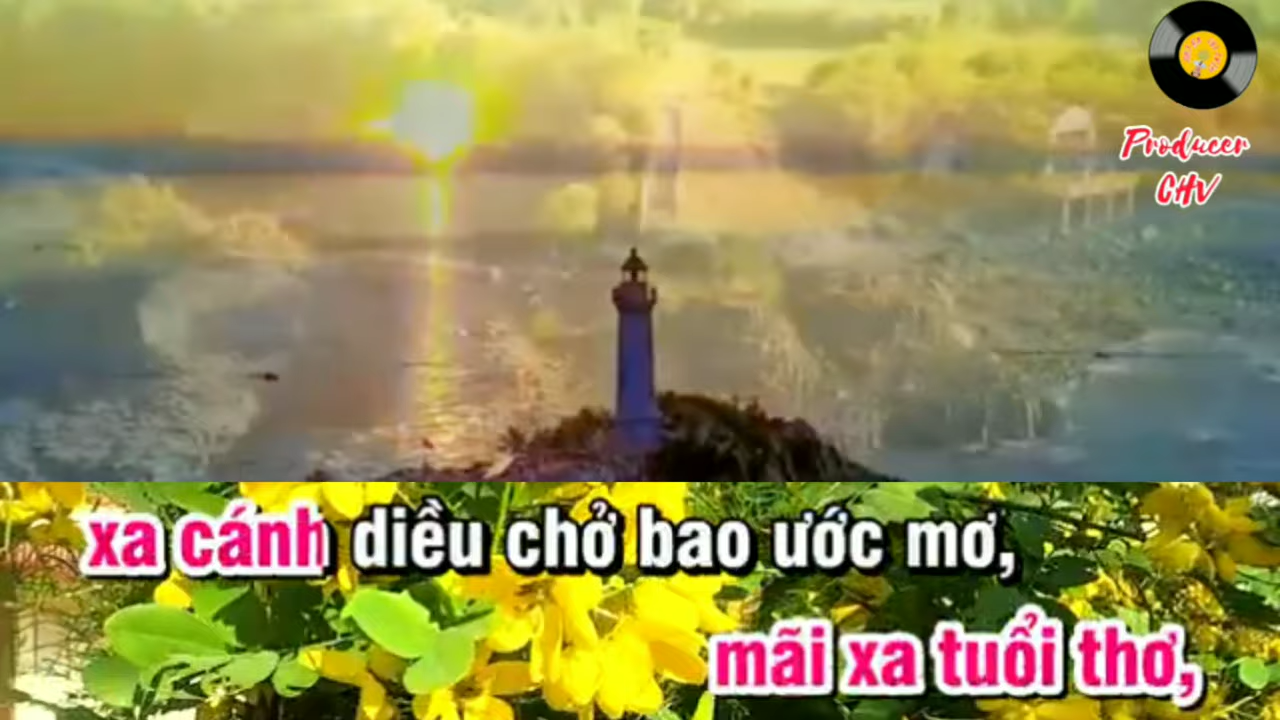 Producer
CHV
xa cánh diều chở bao ước mơ,
mãi xa tuổi thơ,